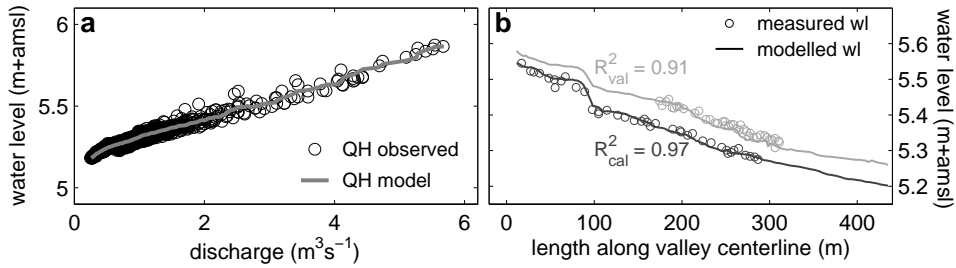 a
water level (m+amsl)
6
5.5
5
0
2
4
6
discharge (m³s⁻¹)
QH observed
QH model
b
measured wl
modelled wl
R²val = 0.91
R²cal = 0.97
5.6
5.5
5.4
5.3
5.2
water level (m+amsl)
0
100
200
300
400
length along valley centerline (m)